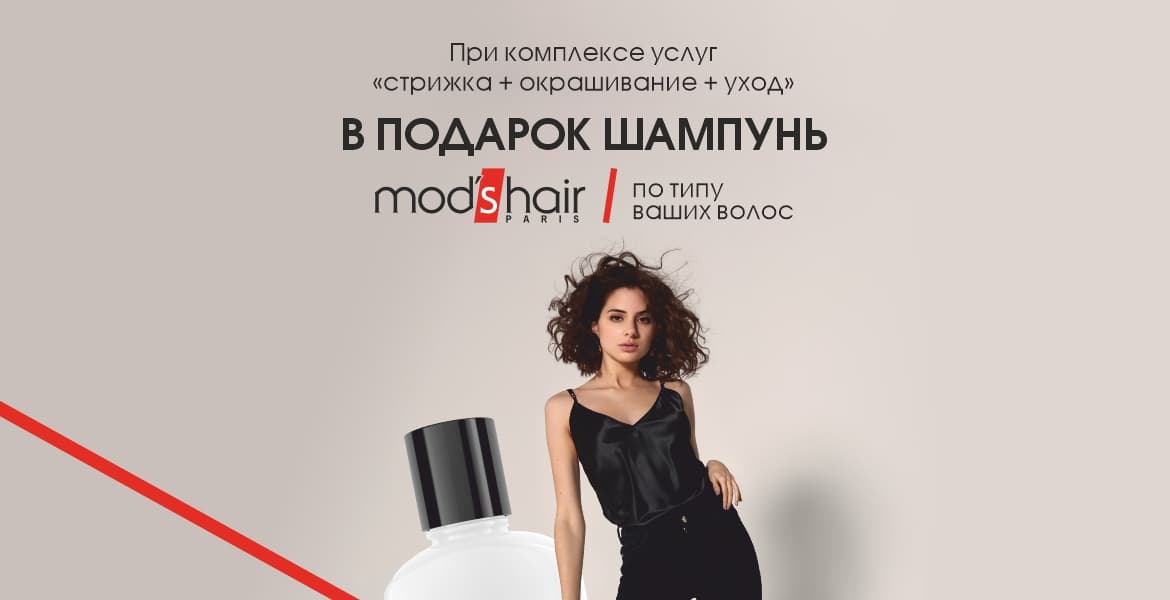 При комплексе услуг
«стрижка + окрашивание + уход»
В ПОДАРОК ШАМПУНЬ
mod's hair
PARIS
по типу
ваших волос